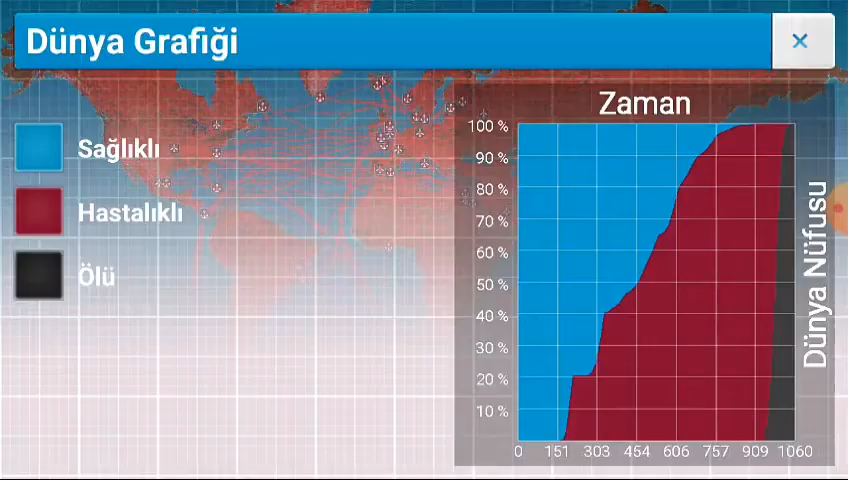 Dünya Grafiği
×
Sağlıklı
Hastalıklı
Ölü
Zaman
100 %
90 %
80 %
70 %
60 %
50 %
40 %
30 %
20 %
10 %
0 151 303 454 606 757 909 1060
Dünya Nüfusu